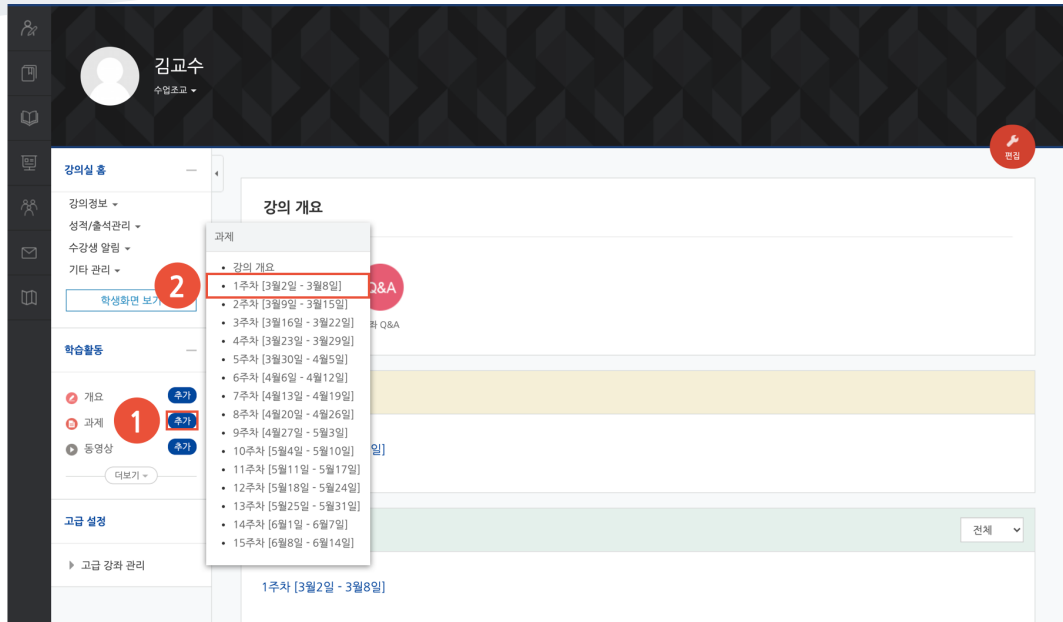 김교수
수업조교
편집
강의실 홈
강의정보
성적/출석관리
수강생 알림
기타 관리
학생화면 보기
2
학습활동
개요 추가
과제 1 추가
동영상 추가
더보기
고급 설정
고급 강좌 관리
과제
강의 개요
1주차 [3월2일 - 3월8일]
2주차 [3월9일 - 3월15일]
3주차 [3월16일 - 3월22일]
4주차 [3월23일 - 3월29일]
5주차 [3월30일 - 4월5일]
6주차 [4월6일 - 4월12일]
7주차 [4월13일 - 4월19일]
8주차 [4월20일 - 4월26일]
9주차 [4월27일 - 5월3일]
10주차 [5월4일 - 5월10일]
11주차 [5월11일 - 5월17일]
12주차 [5월18일 - 5월24일]
13주차 [5월25일 - 5월31일]
14주차 [6월1일 - 6월7일]
15주차 [6월8일 - 6월14일]
강의 개요
Q&A
Q&A
일]
전체
1주차 [3월2일 - 3월8일]